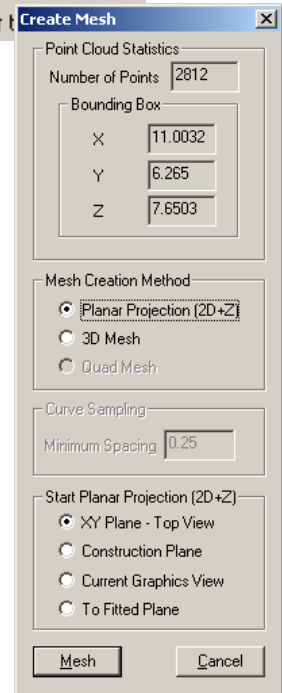 Create Mesh
Point Cloud Statistics
Number of Points 2812
Bounding Box
X 11.0032
Y 6.265
Z 7.6503
Mesh Creation Method
Planar Projection (2D+Z)
3D Mesh
Quad Mesh
Curve Sampling
Minimum Spacing 0.25
Start Planar Projection (2D+Z)
XY Plane - Top View
Construction Plane
Current Graphics View
To Fitted Plane
Mesh Cancel